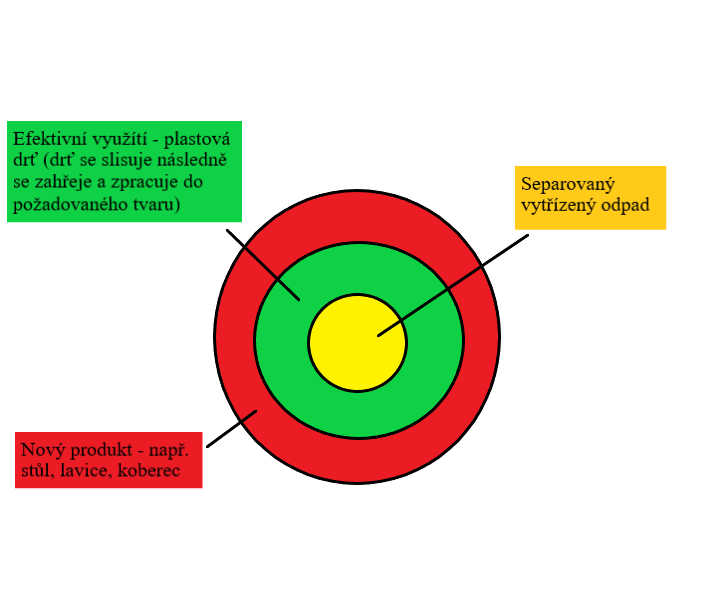 Efektivní využítí - plastová
drť (drť se slisuje následně
se zahřeje a zpracuje do
požadovaného tvaru)
Separovaný
vytřízený odpad
Nový produkt - např.
stůl, lavice, koberec